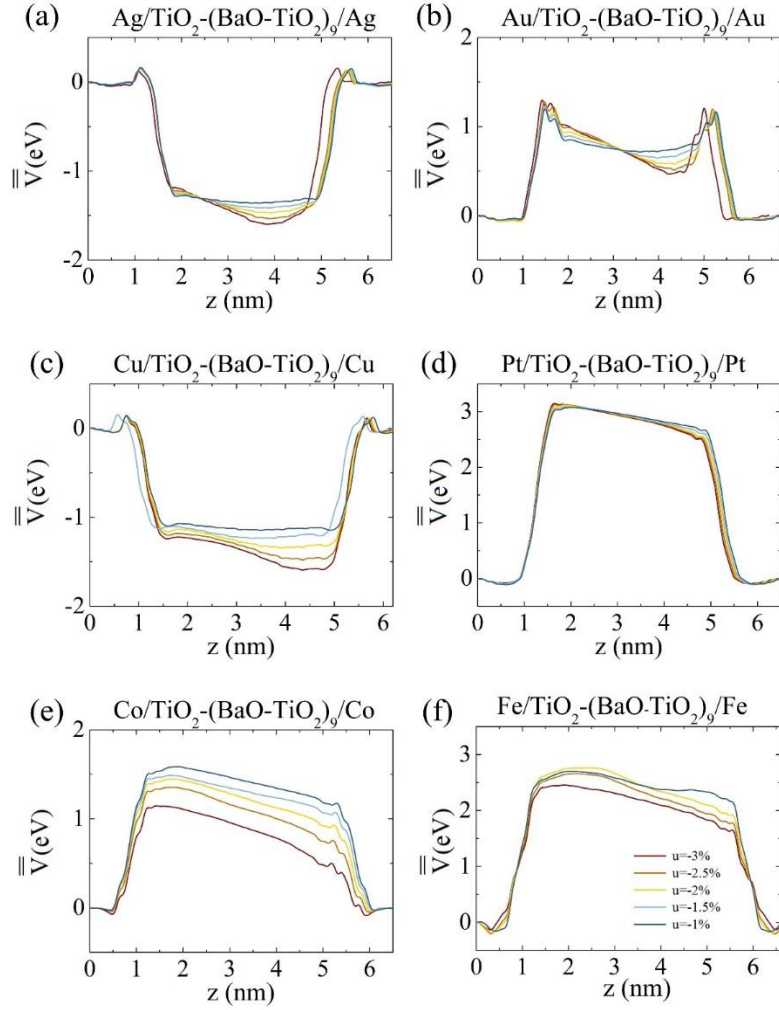 (a) Ag/TiO₂-(BaO-TiO₂)₉/Ag
0
-1
-2
V̿(eV)
0 1 2 3 4 5 6
z (nm)
(b) Au/TiO₂-(BaO-TiO₂)₉/Au
2
1
0
V̿(eV)
0 1 2 3 4 5 6
z (nm)
(c) Cu/TiO₂-(BaO-TiO₂)₉/Cu
0
-1
-2
V̿(eV)
0 1 2 3 4 5 6
z (nm)
(d) Pt/TiO₂-(BaO-TiO₂)₉/Pt
3
2
1
0
V̿(eV)
0 1 2 3 4 5 6
z (nm)
(e) Co/TiO₂-(BaO-TiO₂)₉/Co
2
1
0
V̿(eV)
0 1 2 3 4 5 6
z (nm)
(f) Fe/TiO₂-(BaO-TiO₂)₉/Fe
3
2
1
0
V̿(eV)
u=-3%
u=-2.5%
u=-2%
u=-1.5%
u=-1%
0 1 2 3 4 5 6
z (nm)